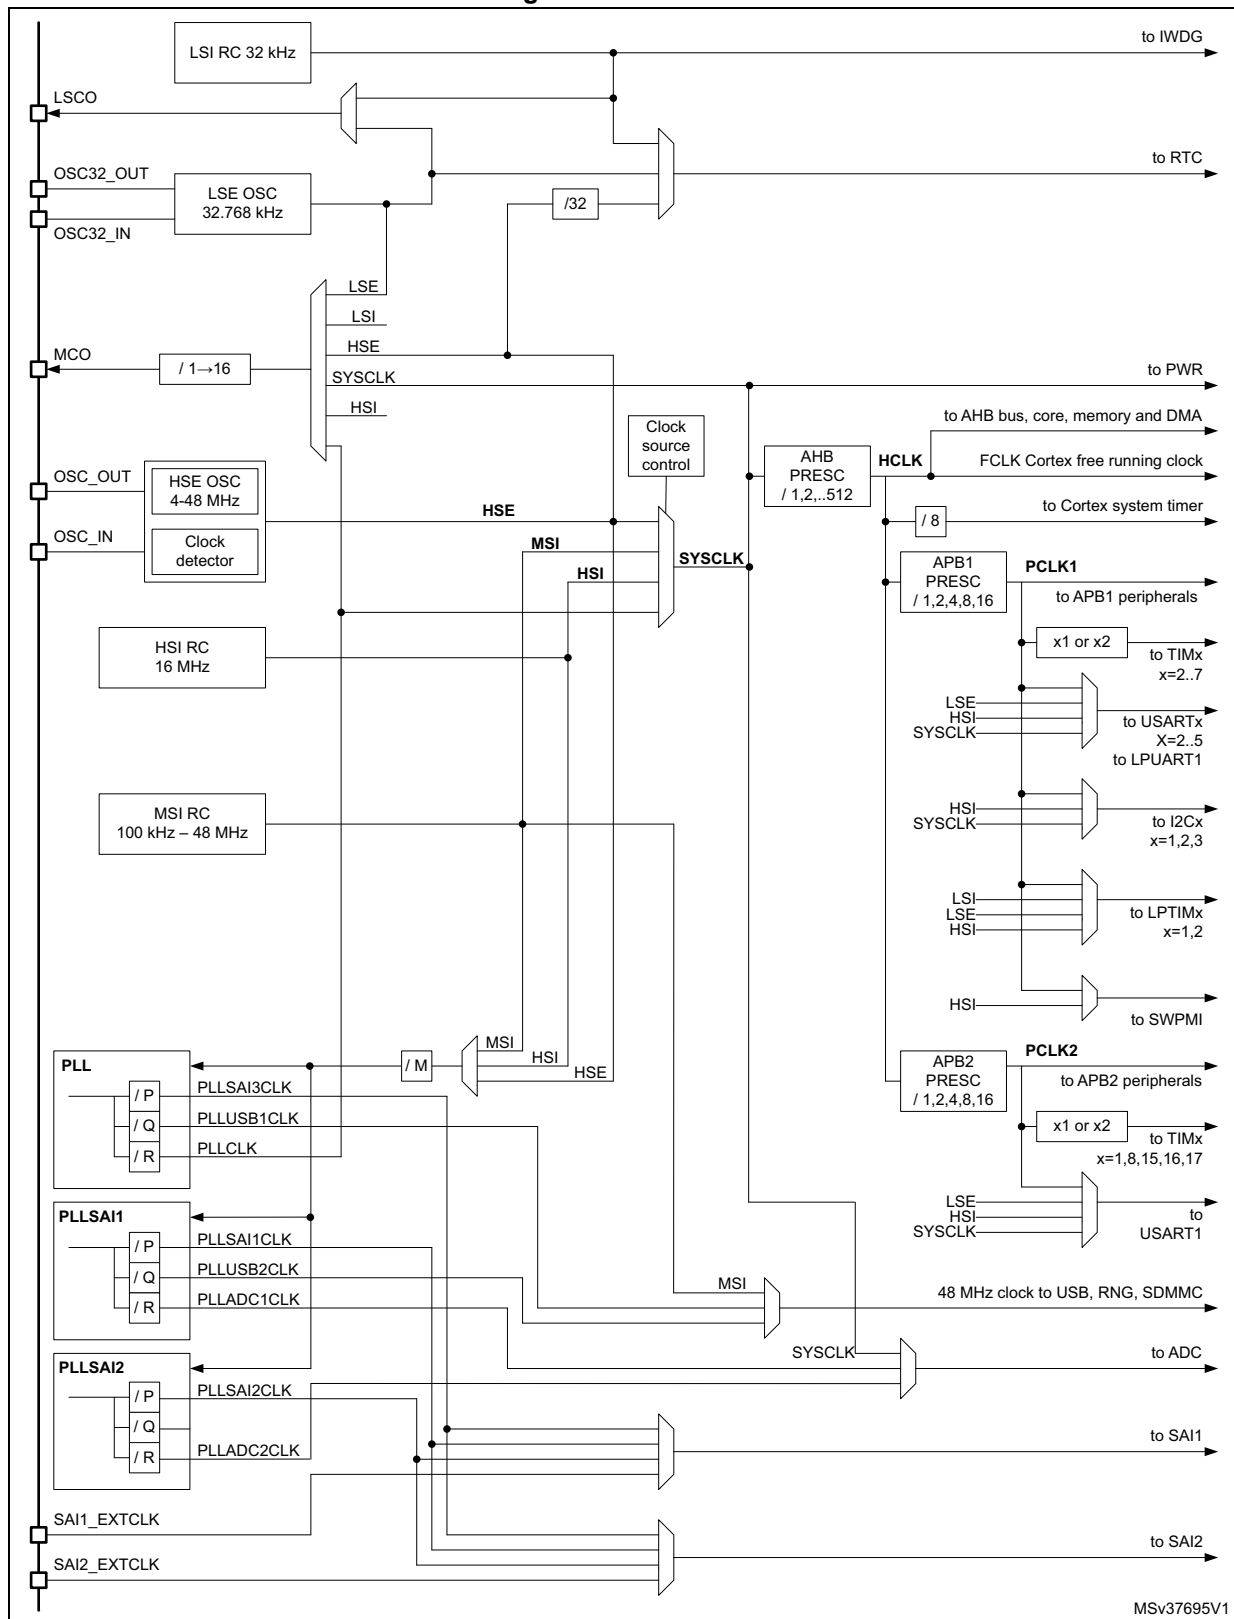 LSI RC 32 kHz
to IWDG
LSCO
OSC32_OUT
to RTC
LSE OSC
32.768 kHz
/32
OSC32_IN
LSE
LSI
MCO
HSE
/ 1→16
SYSCLK
to PWR
HSI
to AHB bus, core, memory and DMA
Clock
source
control
AHB
PRESC
/ 1,2,..512
HCLK
FCLK Cortex free running clock
OSC_OUT
HSE OSC
4-48 MHz
to Cortex system timer
/ 8
HSE
OSC_IN
Clock
detector
MSI
HSI
SYSCLK
APB1
PRESC
/ 1,2,4,8,16
PCLK1
to APB1 peripherals
HSI RC
16 MHz
x1 or x2
to TIMx
x=2..7
LSE
HSI
SYSCLK
to USARTx
X=2..5
to LPUART1
MSI RC
100 kHz – 48 MHz
HSI
SYSCLK
to I2Cx
x=1,2,3
LSI
LSE
HSI
to LPTIMx
x=1,2
HSI
to SWPMI
MSI
HSI
HSE
/ M
PLL
/ P
PLLSAI3CLK
/ Q
PLLUSB1CLK
/ R
PLLCLK
APB2
PRESC
/ 1,2,4,8,16
PCLK2
to APB2 peripherals
x1 or x2
to TIMx
x=1,8,15,16,17
LSE
HSI
SYSCLK
to
USART1
PLLSAI1
/ P
PLLSAI1CLK
/ Q
PLLUSB2CLK
/ R
PLLADC1CLK
MSI
48 MHz clock to USB, RNG, SDMMC
SYSCLK
to ADC
PLLSAI2
/ P
PLLSAI2CLK
/ Q
/ R
PLLADC2CLK
to SAI1
SAI1_EXTCLK
to SAI2
SAI2_EXTCLK
MSv37695V1